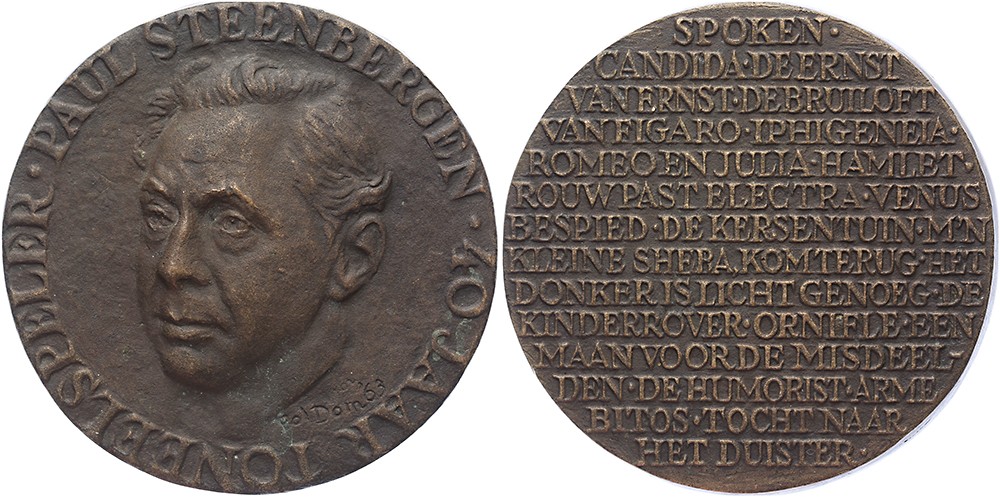 PAUL STEENBERGEN · 40 JAAR TONEELSPELER ·
Pol Dom 63
SPOKEN ·
CANDIDA · DE ERNST
VAN ERNST · DE BRUILOFT
VAN FIGARO · IPHIGENEIA ·
ROMEO EN JULIA · HAMLET ·
ROUW PAST ELECTRA · VENUS
BESPIED · DE KERSENTUIN · M'N
KLEINE SHEBA, KOM TERUG · HET
DONKER IS LICHT GENOEG · DE
KINDERROVER · ORNIFLE · EEN
MAAN VOOR DE MISDEEL-
DEN · DE HUMORIST · ARME
BITOS · TOCHT NAAR
HET DUISTER ·